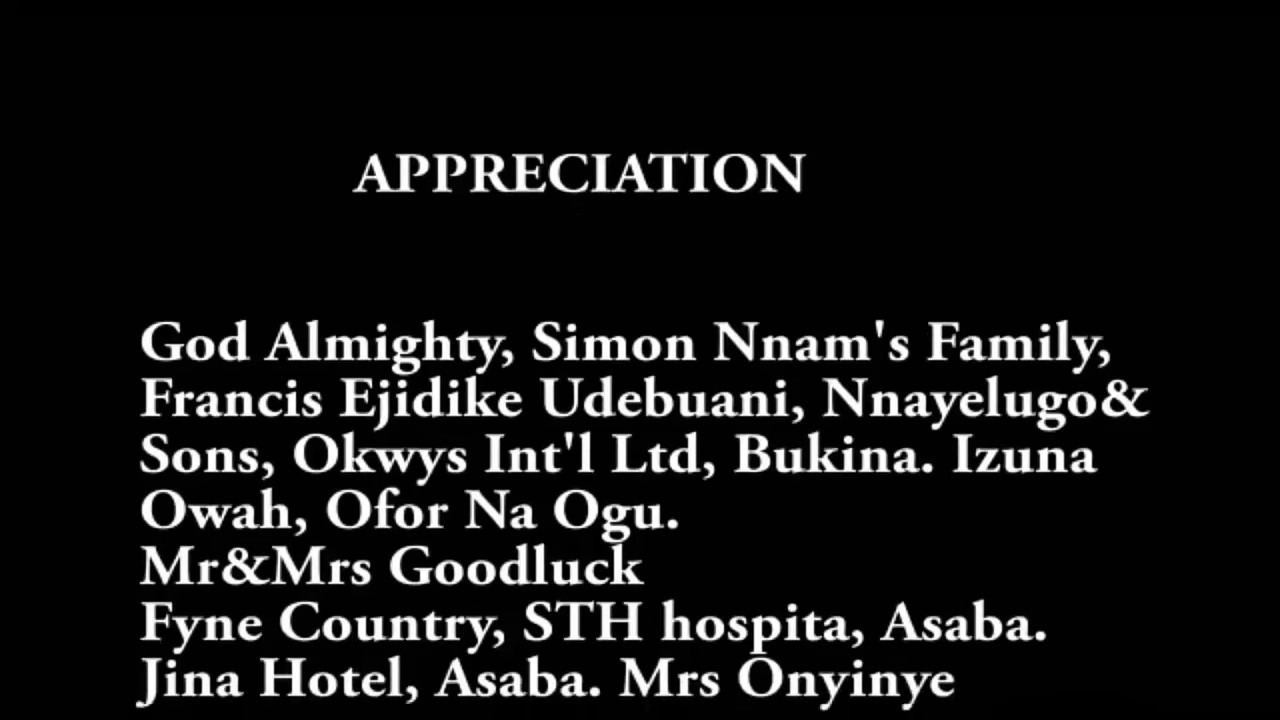 APPRECIATION
God Almighty, Simon Nnam's Family,
Francis Ejidike Udebuani, Nnayelugo&
Sons, Okwys Int'l Ltd, Bukina. Izuna
Owah, Ofor Na Ogu.
Mr&Mrs Goodluck
Fyne Country, STH hospita, Asaba.
Jina Hotel, Asaba. Mrs Onyinye